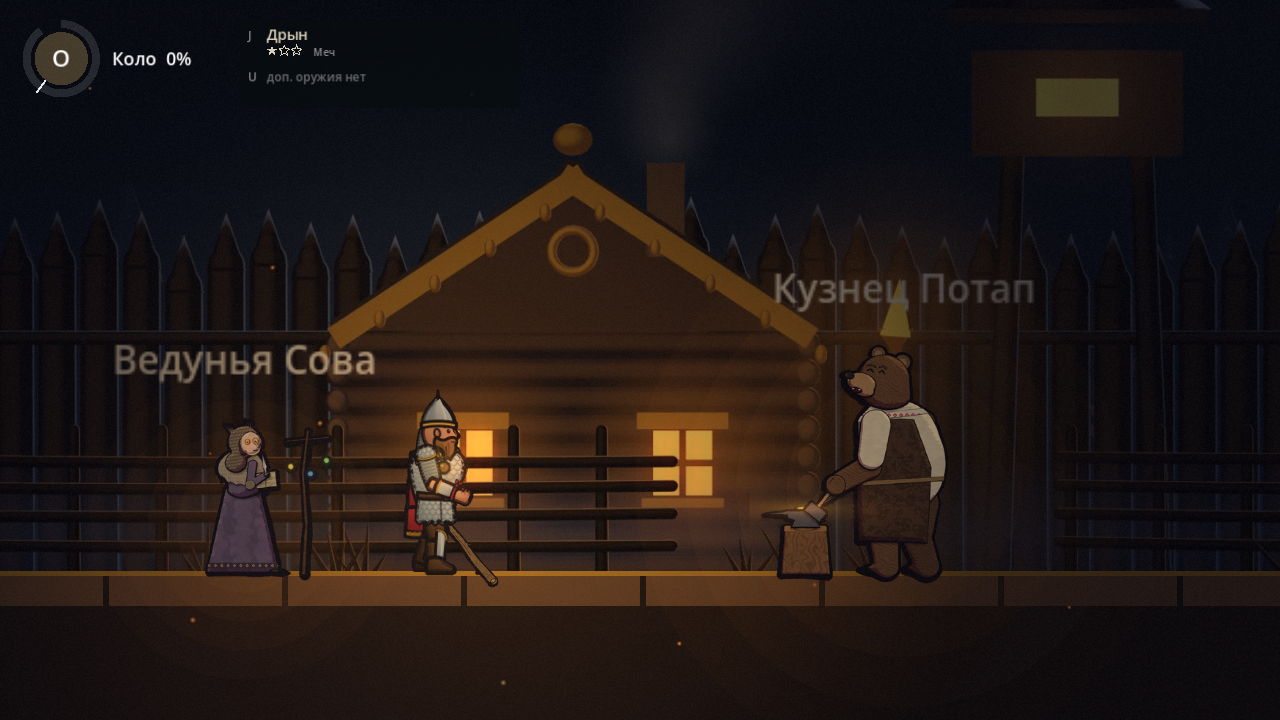 O
Коло 0%
J Дрын
Меч
U доп. оружия нет
Кузнец Потап
Ведунья Сова